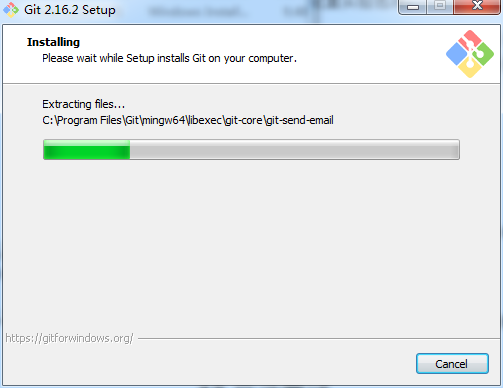 Git 2.16.2 Setup
Installing
Please wait while Setup installs Git on your computer.
Extracting files...
C:\Program Files\Git\mingw64\libexec\git-core\git-send-email
https://gitforwindows.org/
Cancel